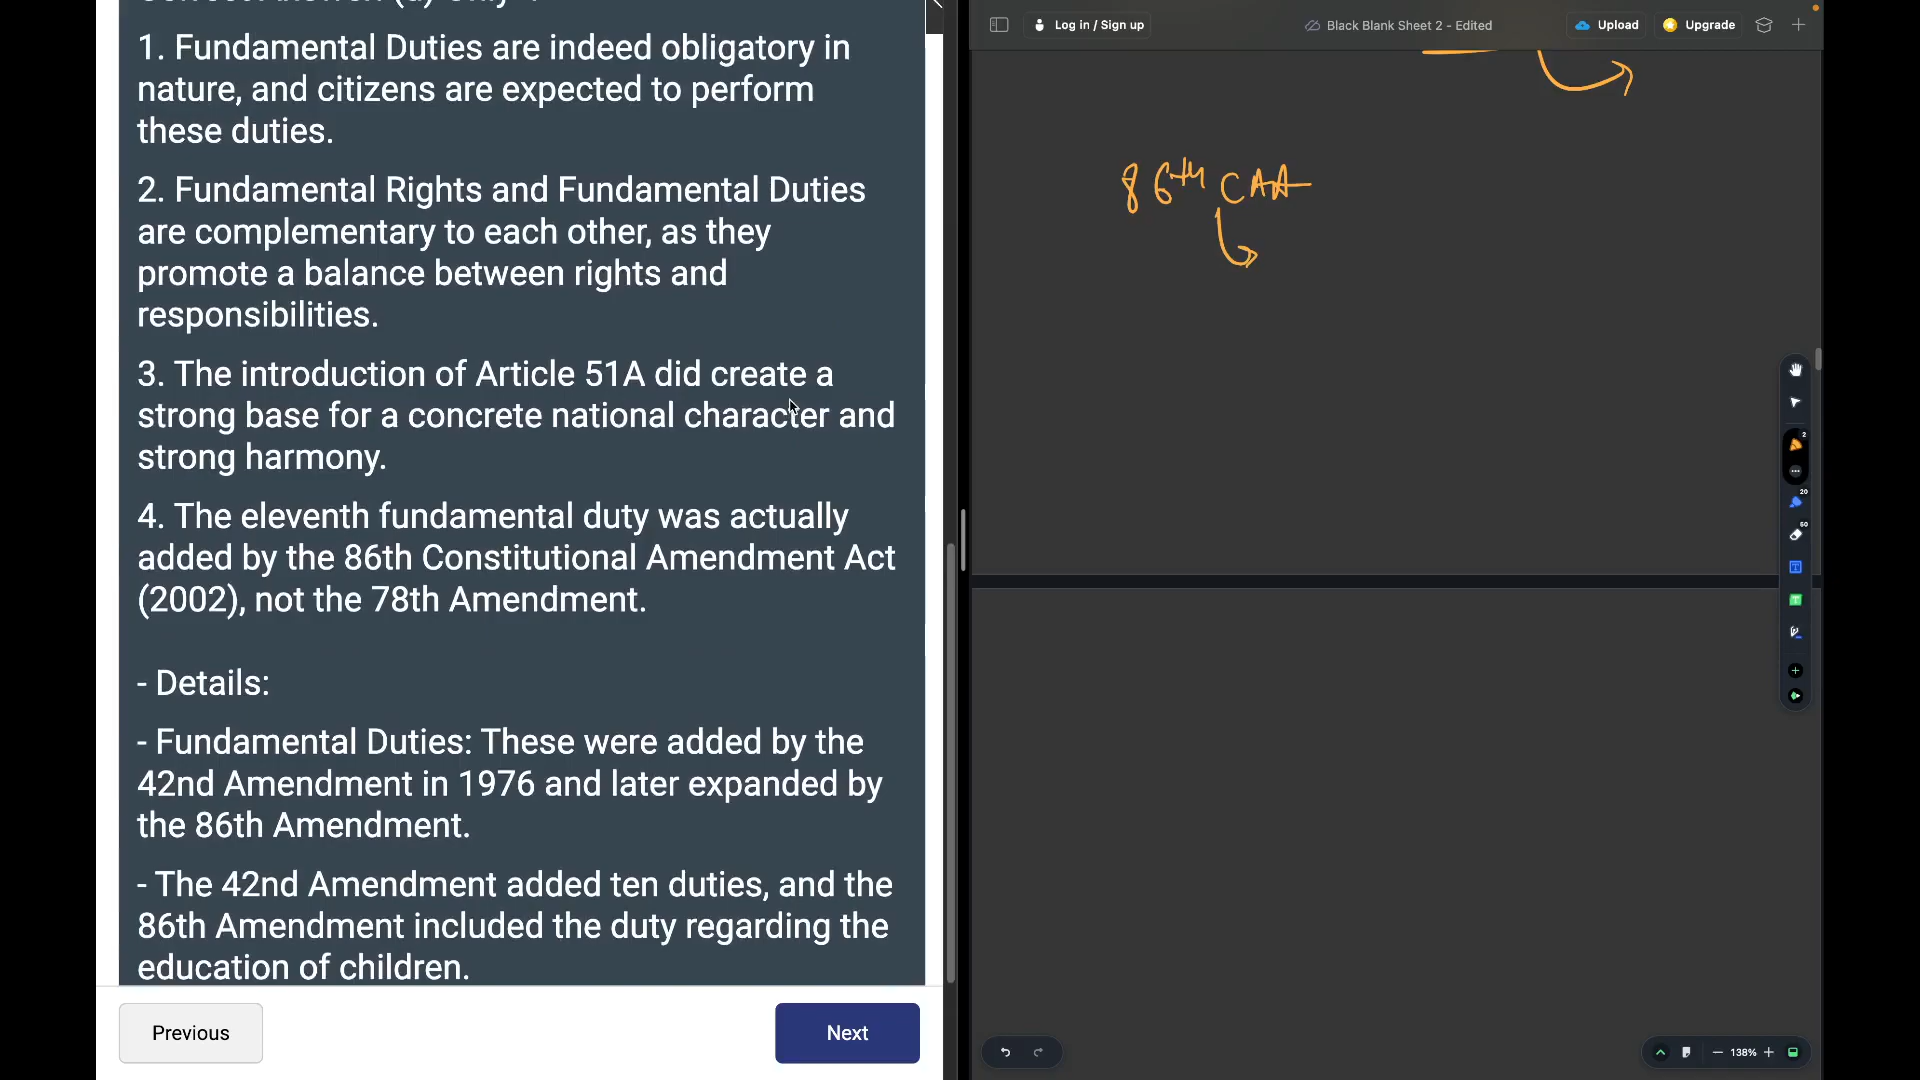 1. Fundamental Duties are indeed obligatory in
nature, and citizens are expected to perform
these duties.
2. Fundamental Rights and Fundamental Duties
are complementary to each other, as they
promote a balance between rights and
responsibilities.
3. The introduction of Article 51A did create a
strong base for a concrete national character and
strong harmony.
4. The eleventh fundamental duty was actually
added by the 86th Constitutional Amendment Act
(2002), not the 78th Amendment.
- Details:
- Fundamental Duties: These were added by the
42nd Amendment in 1976 and later expanded by
the 86th Amendment.
- The 42nd Amendment added ten duties, and the
86th Amendment included the duty regarding the
education of children.
Previous
Next
Log in / Sign up
Black Blank Sheet 2 - Edited
Upload
Upgrade
86th CAA
2
20
50
138%